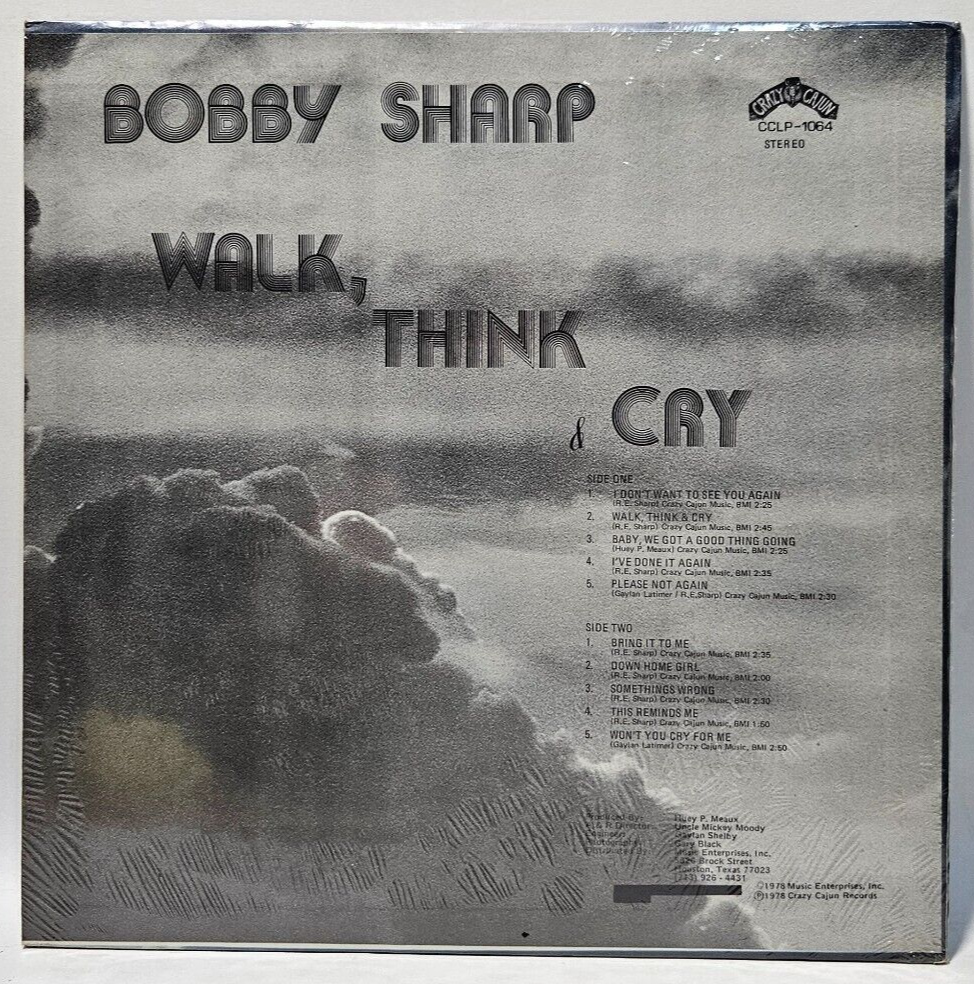 BOBBY SHARP
CRAZY CAJUN
CCLP-1064
STEREO
WALK,
THINK
& CRY
SIDE ONE
1. I DON'T WANT TO SEE YOU AGAIN
(R.E. Sharp) Crazy Cajun Music, BMI 2:25
2. WALK, THINK & CRY
(R.E. Sharp) Crazy Cajun Music, BMI 2:45
3. BABY, WE GOT A GOOD THING GOING
(Huey P. Meaux) Crazy Cajun Music, BMI 2:25
4. I'VE DONE IT AGAIN
(R.E. Sharp) Crazy Cajun Music, BMI 2:35
5. PLEASE NOT AGAIN
(Gaylan Latimer / R.E.Sharp) Crazy Cajun Music, BMI 2:30
SIDE TWO
1. BRING IT TO ME
(R.E. Sharp) Crazy Cajun Music, BMI 2:35
2. DOWN HOME GIRL
(R.E. Sharp) Crazy Cajun Music, BMI 2:00
3. SOMETHINGS WRONG
(R.E. Sharp) Crazy Cajun Music, BMI 2:30
4. THIS REMINDS ME
(R.E. Sharp) Crazy Cajun Music, BMI 1:50
5. WON'T YOU CRY FOR ME
(Gaylan Latimer) Crazy Cajun Music, BMI 2:50
Produced By: Huey P. Meaux
A & R Director Uncle Mickey Moody
Shelby
Gary Black
Music Enterprises, Inc.
Brock Street
Houston, Texas 77023
(713) 926-4431
©1978 Music Enterprises, Inc.
℗1978 Crazy Cajun Records